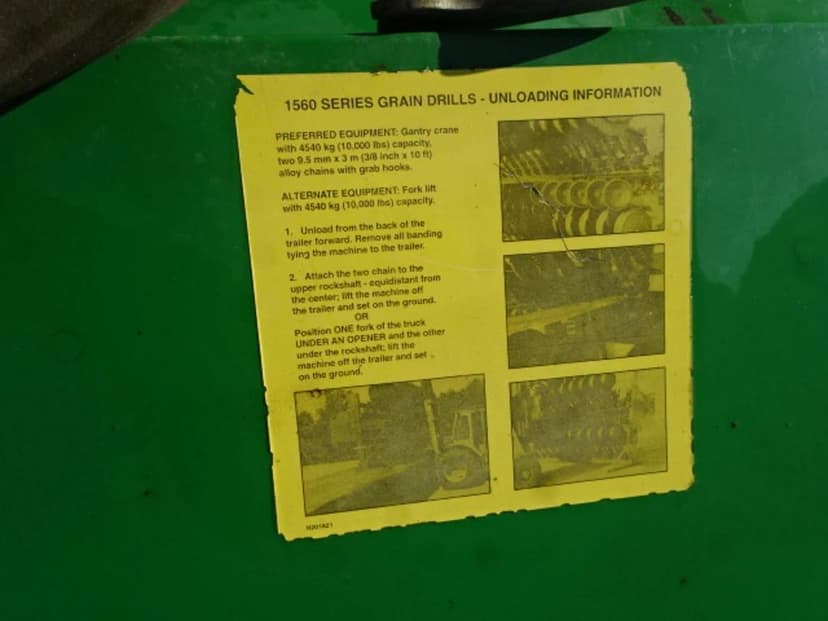 1560 SERIES GRAIN DRILLS - UNLOADING INFORMATION
PREFERRED EQUIPMENT: Gantry crane
with 4540 kg (10,000 lbs) capacity,
two 9.5 mm x 3 m (3/8 inch x 10 ft)
alloy chains with grab hooks.
ALTERNATE EQUIPMENT: Fork lift
with 4540 kg (10,000 lbs) capacity.
1. Unload from the back of the
trailer forward. Remove all banding
tying the machine to the trailer.
2. Attach the two chain to the
upper rockshaft - equidistant from
the center; lift the machine off
the trailer and set on the ground.
OR
Position ONE fork of the truck
UNDER AN OPENER and the other
under the rockshaft; lift the
machine off the trailer and set
on the ground.